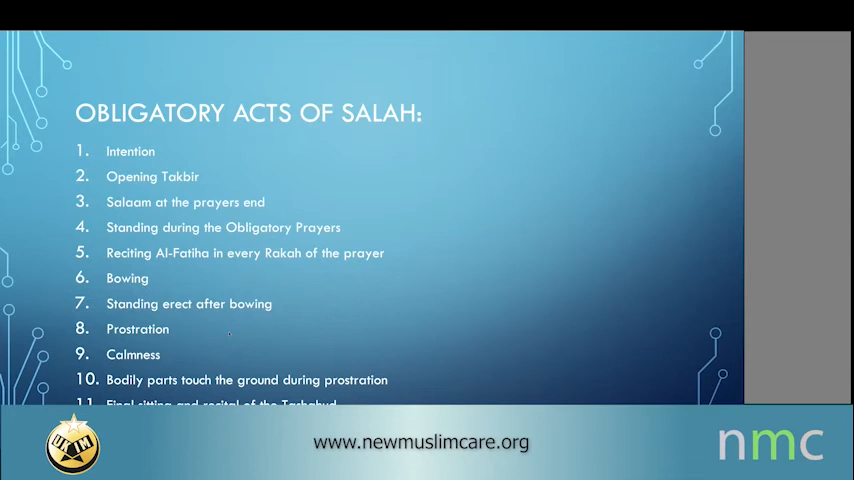 OBLIGATORY ACTS OF SALAH:
1. Intention
2. Opening Takbir
3. Salaam at the prayers end
4. Standing during the Obligatory Prayers
5. Reciting Al-Fatiha in every Rakah of the prayer
6. Bowing
7. Standing erect after bowing
8. Prostration
9. Calmness
10. Bodily parts touch the ground during prostration
11. Final sitting and recital of the Tashahud
UKIM
www.newmuslimcare.org
nmc